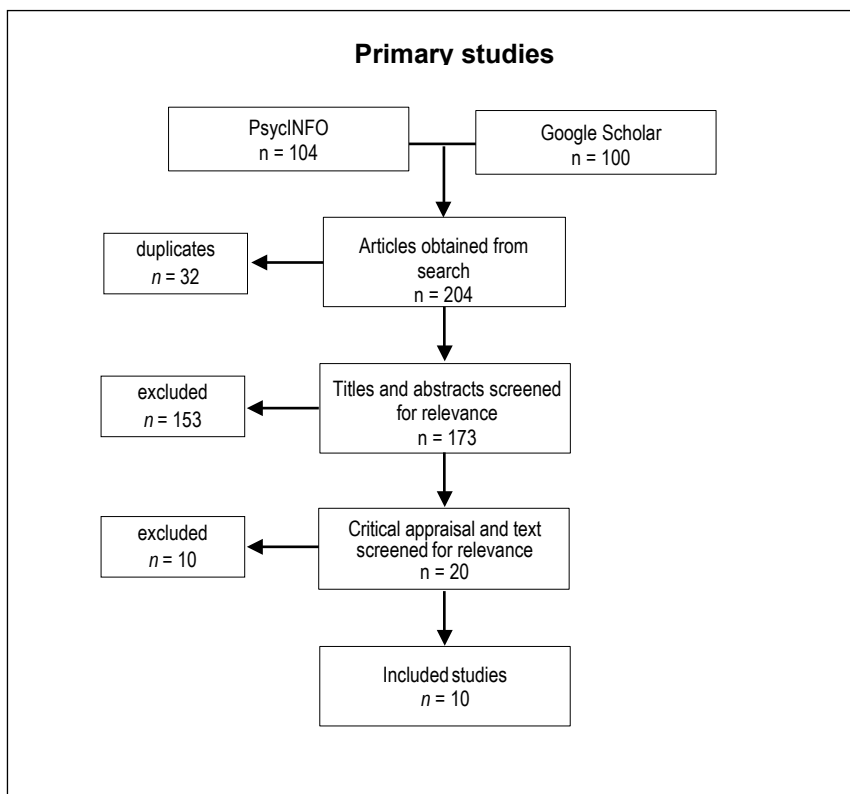 Primary studies
PsycINFO
n = 104
Google Scholar
n = 100
Articles obtained from
search
n = 204
duplicates
n = 32
Titles and abstracts screened
for relevance
n = 173
excluded
n = 153
Critical appraisal and text
screened for relevance
n = 20
excluded
n = 10
Included studies
n = 10